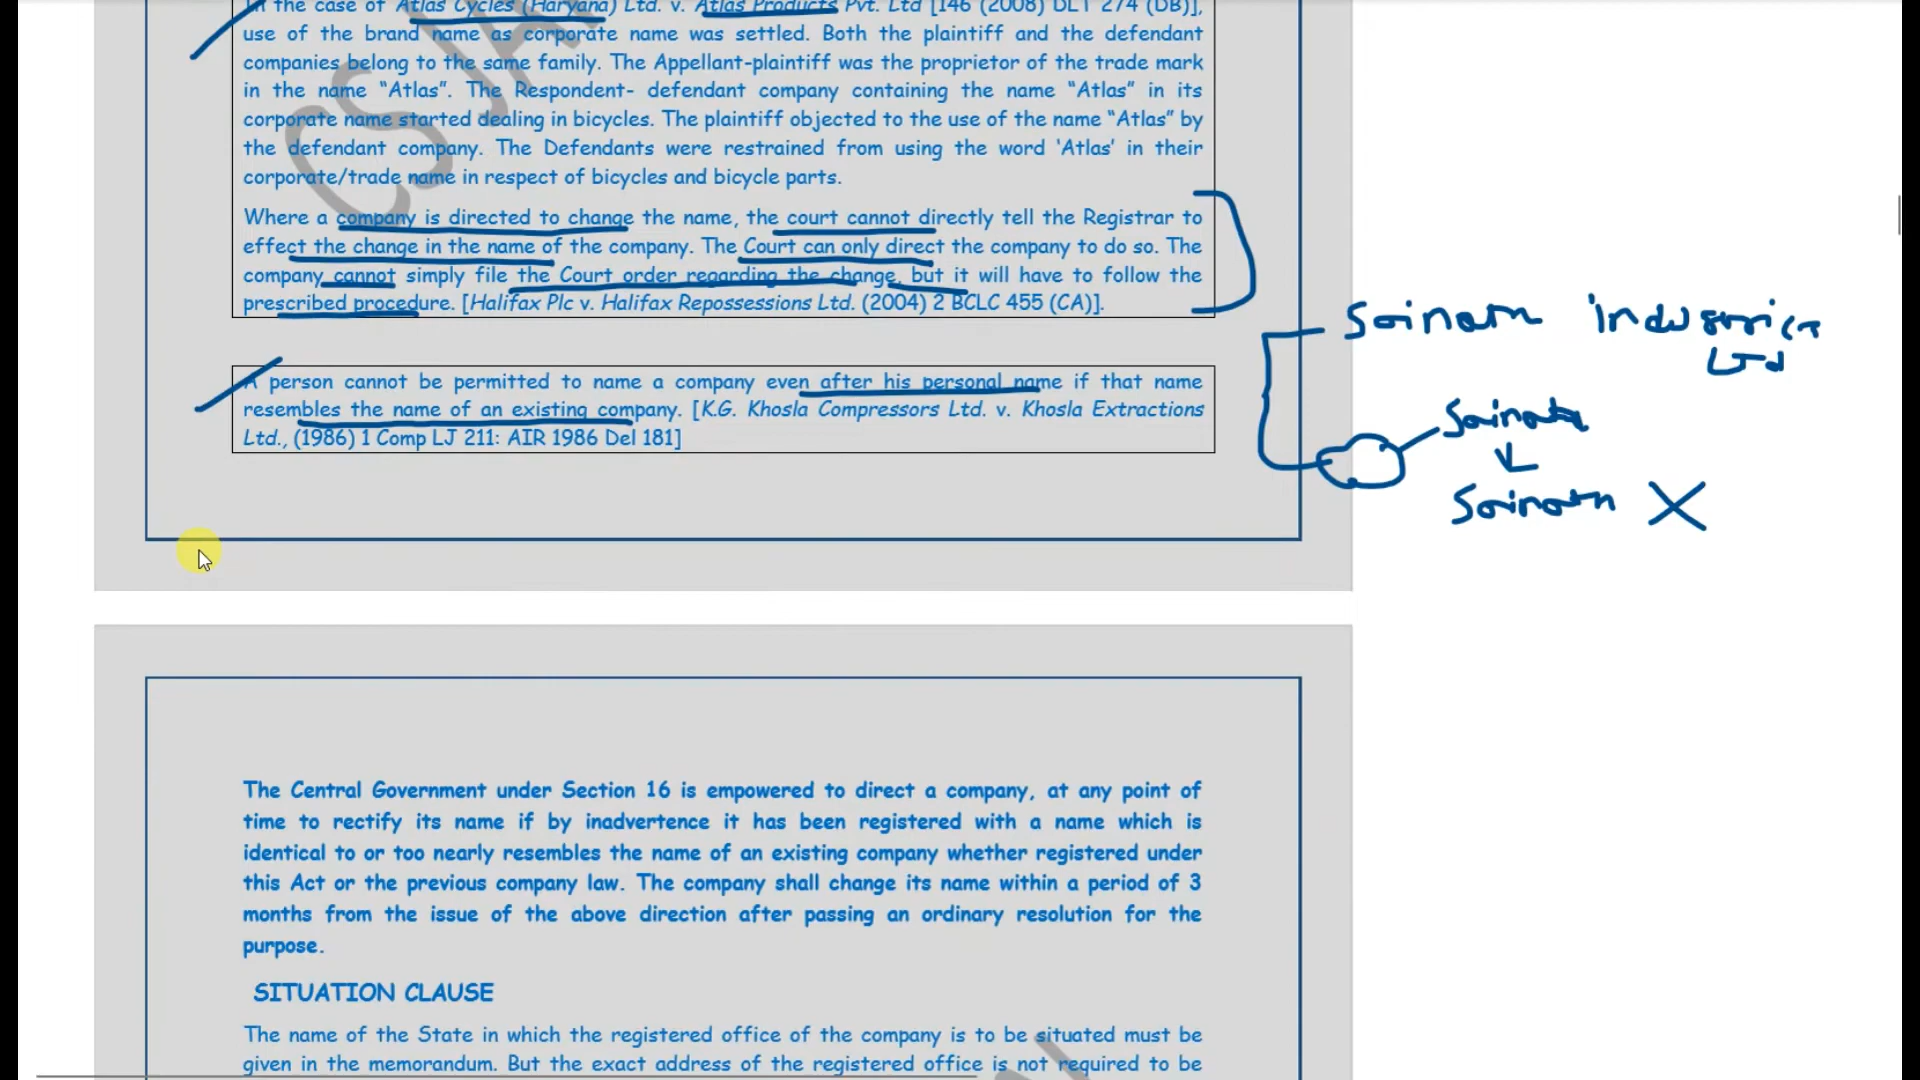 In the case of Atlas Cycles (Haryana) Ltd. v. Atlas Products Pvt. Ltd [146 (2008) DLT 274 (DB)],
use of the brand name as corporate name was settled. Both the plaintiff and the defendant
companies belong to the same family. The Appellant-plaintiff was the proprietor of the trade mark
in the name “Atlas”. The Respondent- defendant company containing the name “Atlas” in its
corporate name started dealing in bicycles. The plaintiff objected to the use of the name “Atlas” by
the defendant company. The Defendants were restrained from using the word ‘Atlas’ in their
corporate/trade name in respect of bicycles and bicycle parts.
Where a company is directed to change the name, the court cannot directly tell the Registrar to
effect the change in the name of the company. The Court can only direct the company to do so. The
company cannot simply file the Court order regarding the change, but it will have to follow the
prescribed procedure. [Halifax Plc v. Halifax Repossessions Ltd. (2004) 2 BCLC 455 (CA)].
A person cannot be permitted to name a company even after his personal name if that name
resembles the name of an existing company. [K.G. Khosla Compressors Ltd. v. Khosla Extractions
Ltd., (1986) 1 Comp LJ 211: AIR 1986 Del 181]
Sainath Industries
Ltd
Sainath
Sainath X
The Central Government under Section 16 is empowered to direct a company, at any point of
time to rectify its name if by inadvertence it has been registered with a name which is
identical to or too nearly resembles the name of an existing company whether registered under
this Act or the previous company law. The company shall change its name within a period of 3
months from the issue of the above direction after passing an ordinary resolution for the
purpose.
SITUATION CLAUSE
The name of the State in which the registered office of the company is to be situated must be
given in the memorandum. But the exact address of the registered office is not required to be